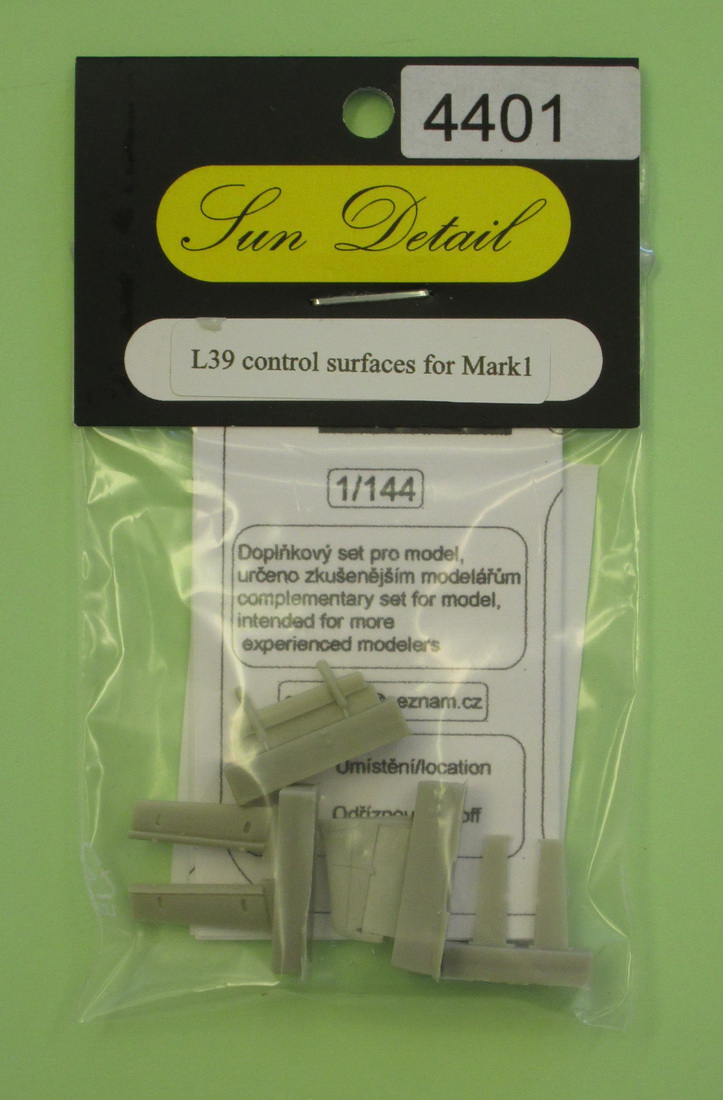 4401
Sun Detail
L39 control surfaces for Mark1
1/144
Doplňkový set pro model,
určeno zkušenějším modelářům
complementary set for model,
intended for more
experienced modelers
eznam.cz
Umístění/location
off